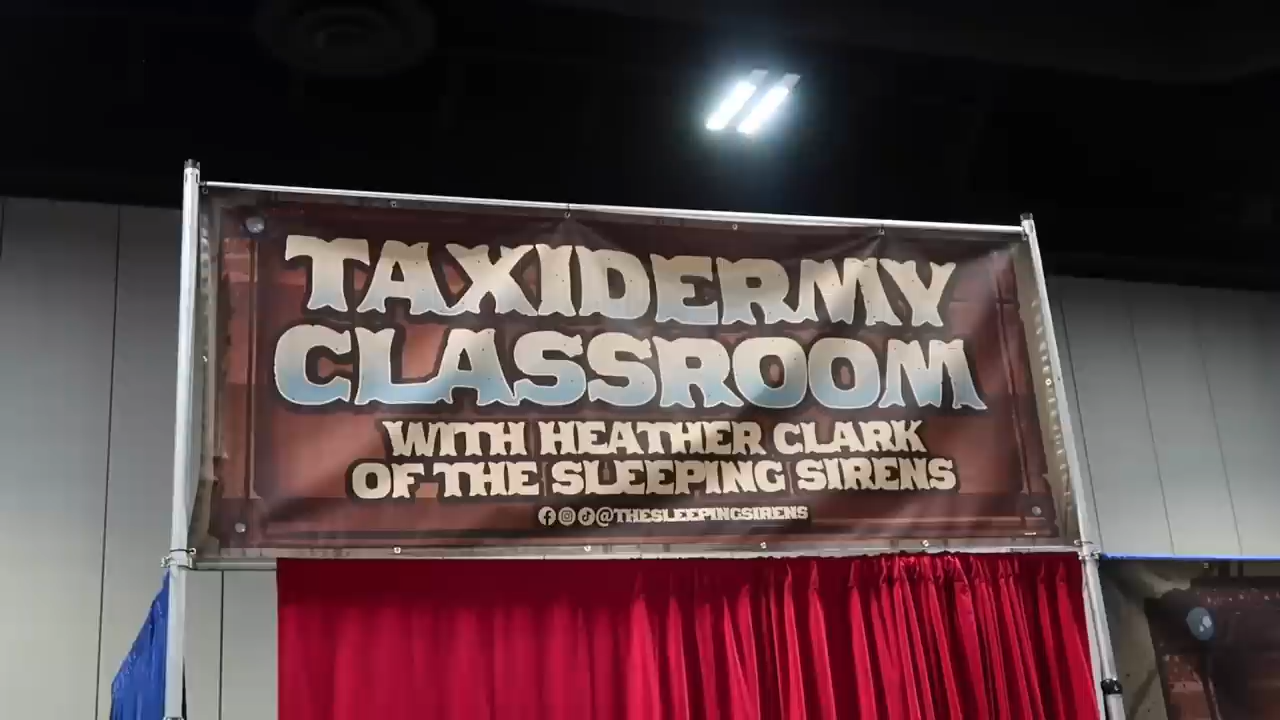 TAXIDERMY
CLASSROOM
WITH HEATHER CLARK
OF THE SLEEPING SIRENS
@THESLEEPINGSIRENS